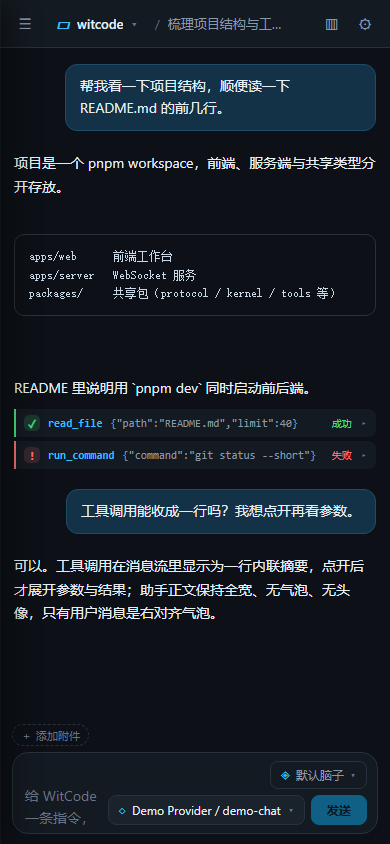 witcode / 梳理项目结构与工...
帮我看一下项目结构，顺便读一下
README.md 的前几行。
项目是一个 pnpm workspace，前端、服务端与共享类型分
开存放。
apps/web 前端工作台
apps/server WebSocket 服务
packages/ 共享包（protocol / kernel / tools 等）
README 里说明用 `pnpm dev` 同时启动前后端。
read_file {"path":"README.md","limit":40} 成功
run_command {"command":"git status --short"} 失败
工具调用能收成一行吗？我想点开再看参数。
可以。工具调用在消息流里显示为一行内联摘要，点开后
才展开参数与结果；助手正文保持全宽、无气泡、无头
像，只有用户消息是右对齐气泡。
+ 添加附件
默认脑子
给 WitCode
一条指令，
Demo Provider / demo-chat
发送